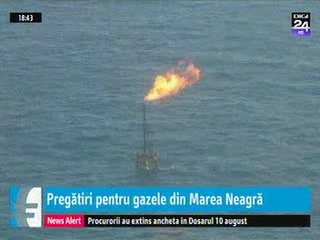 18:43
DIGI
24
HD
Pregătiri pentru gazele din Marea Neagră
News Alert Procurorii au extins ancheta în Dosarul 10 august